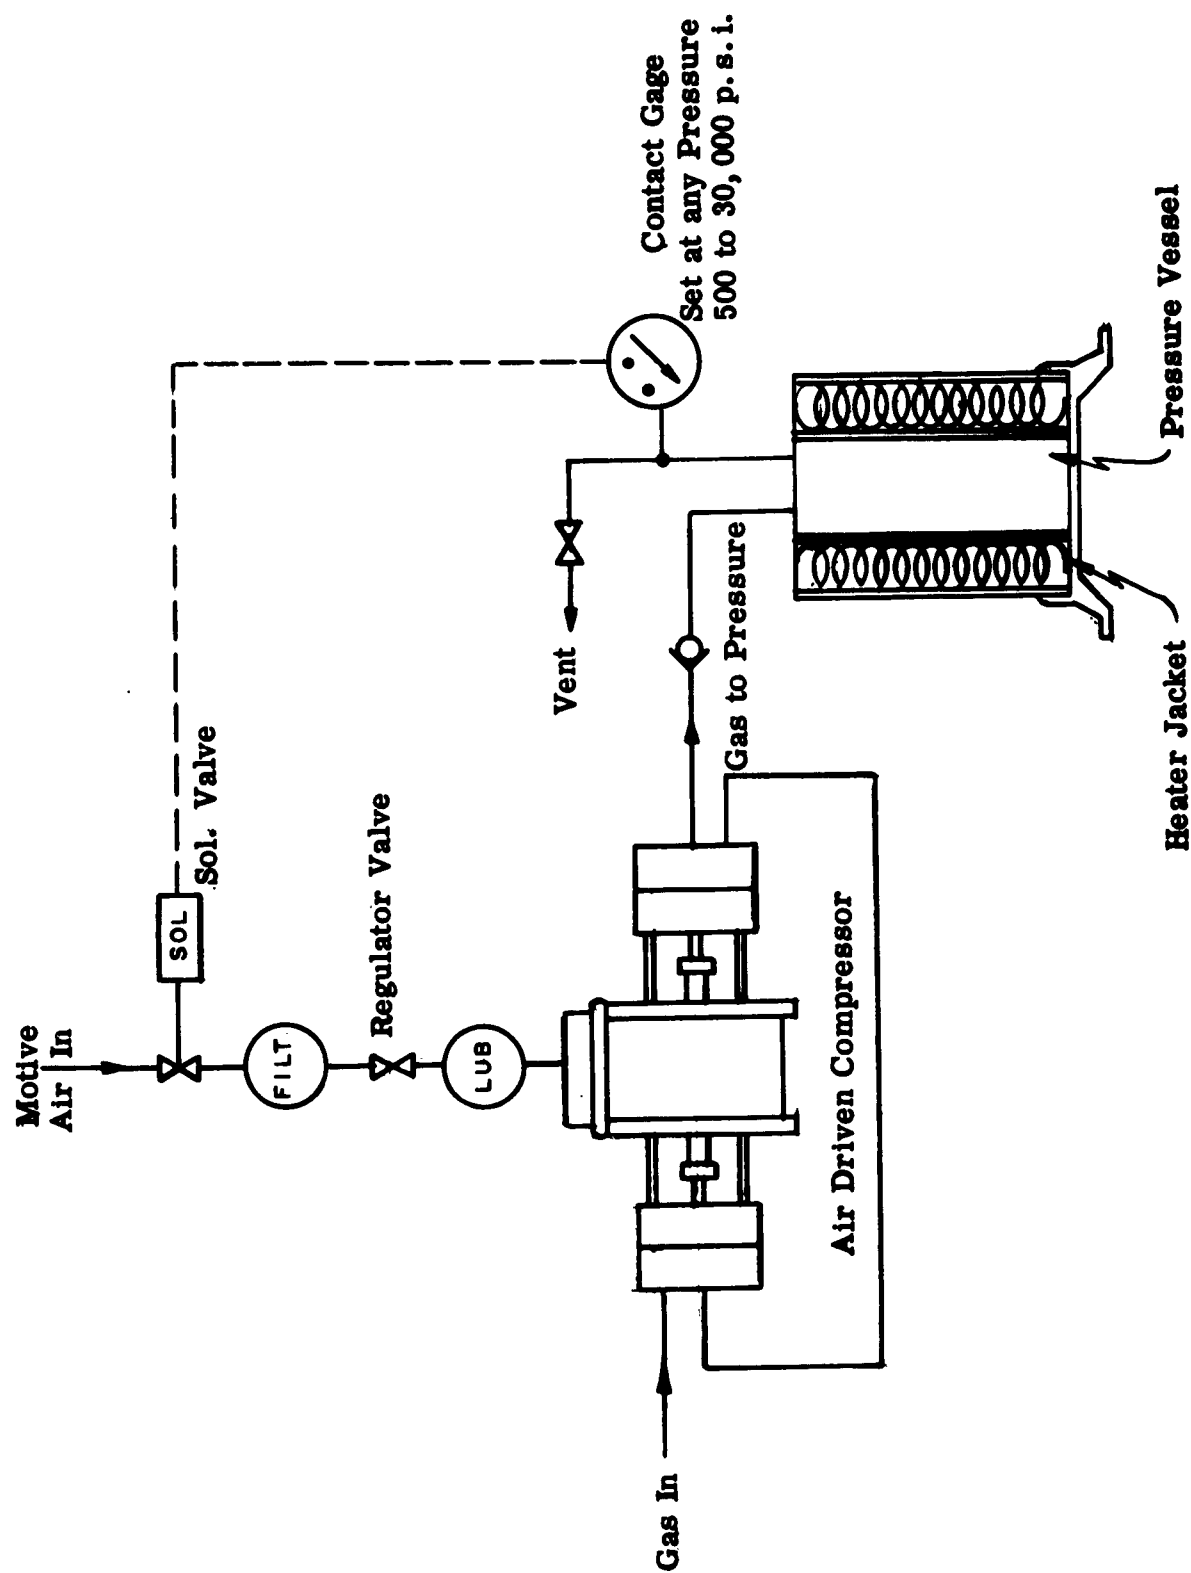 Motive
Air In
SOL
Sol. Valve
FILT
Regulator Valve
LUB
Contact Gage
Set at any Pressure
500 to 30, 000 p. s. i.
Vent
Gas to Pressure
Gas In
Air Driven Compressor
Heater Jacket
Pressure Vessel